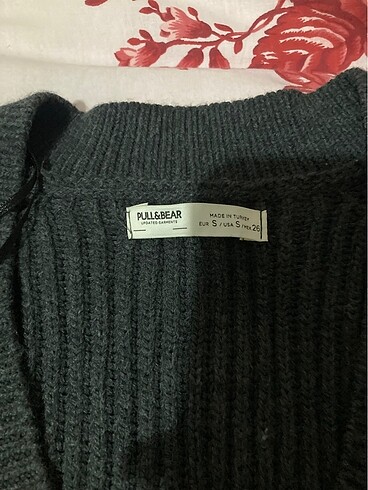 PULL&BEAR
UPDATED GARMENTS
MADE IN TURKEY
EUR S / USA S / MEX 26